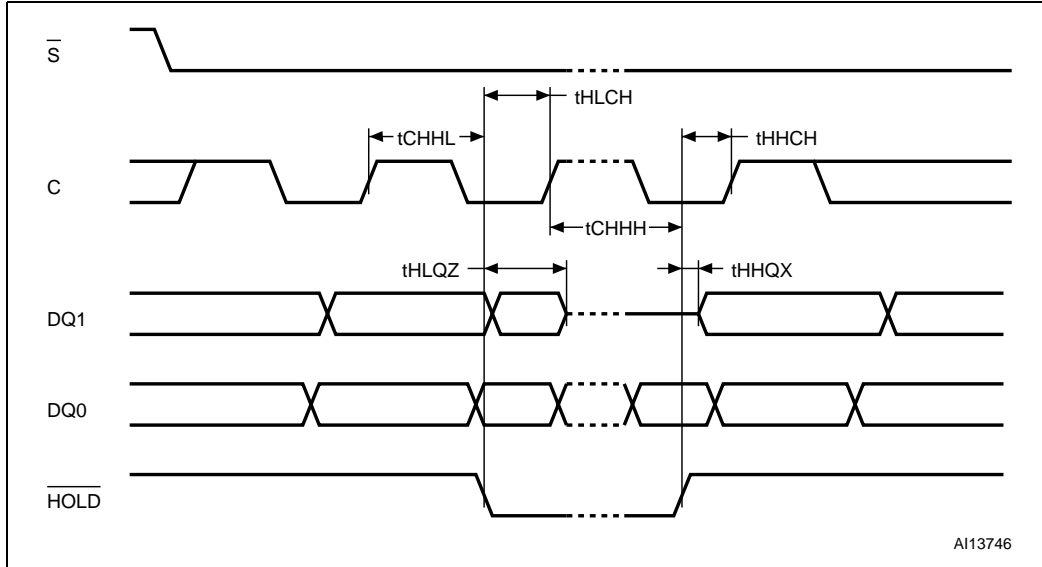 S
tHLCH
tCHHL
tHHCH
C
tCHHH
tHLQZ
tHHQX
DQ1
DQ0
HOLD
AI13746